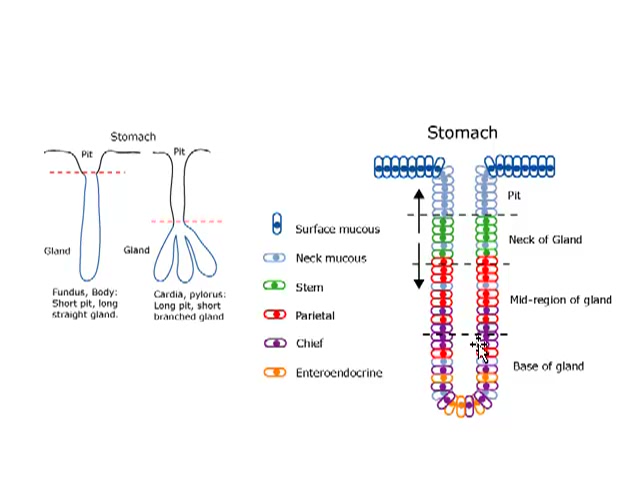 Stomach
Pit
Pit
Gland
Gland
Fundus, Body:
Short pit, long
straight gland.
Cardia, pylorus:
Long pit, short
branched gland
Surface mucous
Neck mucous
Stem
Parietal
Chief
Enteroendocrine
Stomach
Pit
Neck of Gland
Mid-region of gland
Base of gland